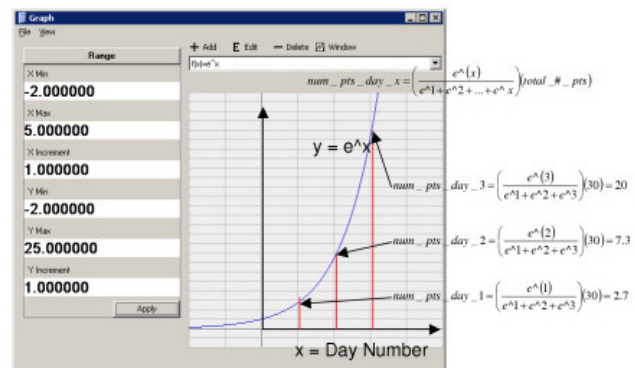 Graph
File View
Range
X Min
-2.000000
X Max
5.000000
X Increment
1.000000
Y Min
-2.000000
Y Max
25.000000
Y Increment
1.000000
Apply
Add E Edit Delete Window
f(x)=e^x
num_pts_day_x=(e^(x)/(e^1+e^2+...+e^x))(total_#_pts)
y = e^x
num_pts_day_3=(e^(3)/(e^1+e^2+e^3))(30)=20
num_pts_day_2=(e^(2)/(e^1+e^2+e^3))(30)=7.3
num_pts_day_1=(e^(1)/(e^1+e^2+e^3))(30)=2.7
x = Day Number